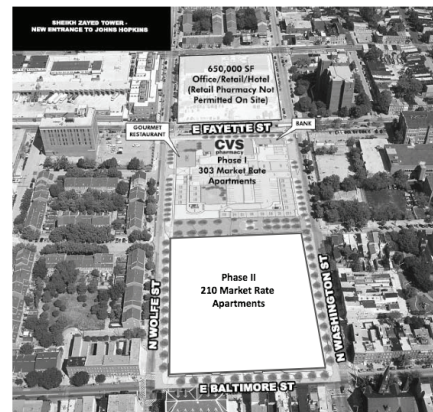 SHEIKH ZAYED TOWER -
NEW ENTRANCE TO JOHNS HOPKINS
650,000 SF
Office/Retail/Hotel
(Retail Pharmacy Not
Permitted On Site)
E FAYETTE ST
GOURMET
RESTAURANT
BANK
CVS
pharmacy
Phase I
303 Market Rate
Apartments
Phase II
210 Market Rate
Apartments
N WOLFE ST
N WASHINGTON ST
E BALTIMORE ST